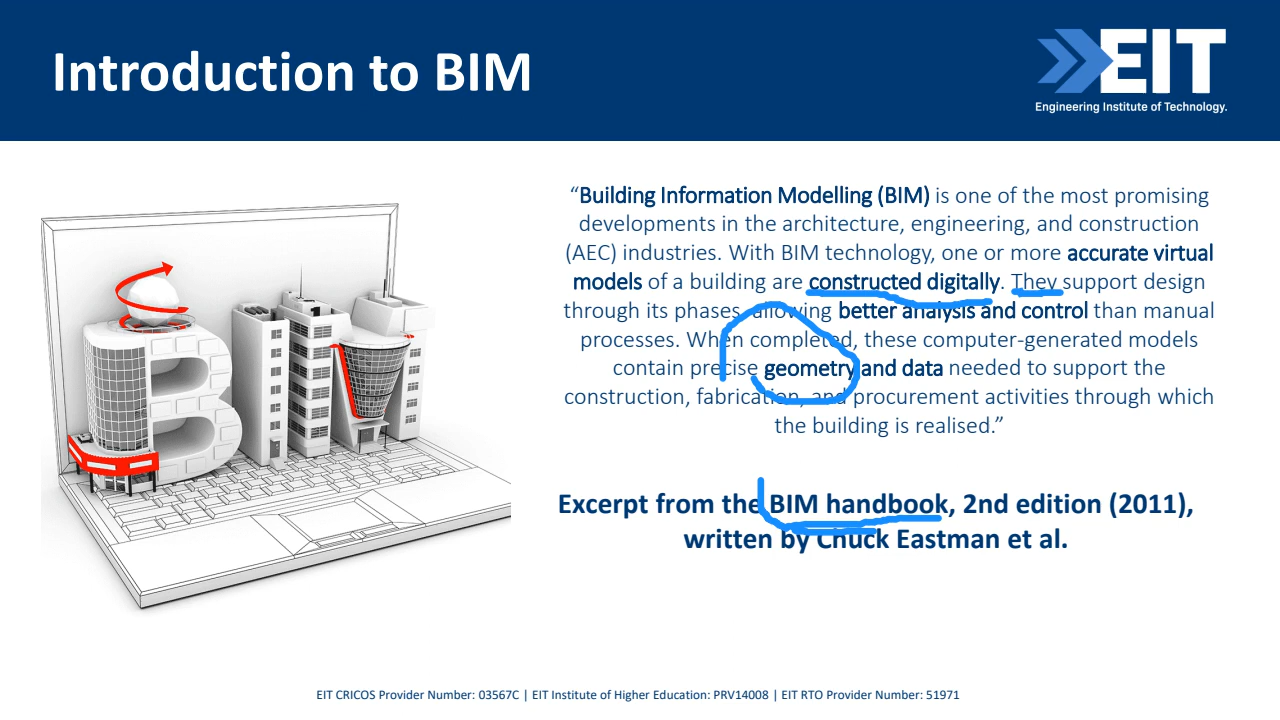 Introduction to BIM
EIT
Engineering Institute of Technology.
“Building Information Modelling (BIM) is one of the most promising
developments in the architecture, engineering, and construction
(AEC) industries. With BIM technology, one or more accurate virtual
models of a building are constructed digitally. They support design
through its phases, allowing better analysis and control than manual
processes. When completed, these computer-generated models
contain precise geometry and data needed to support the
construction, fabrication, and procurement activities through which
the building is realised.”
Excerpt from the BIM handbook, 2nd edition (2011),
written by Chuck Eastman et al.
BIM
EIT CRICOS Provider Number: 03567C | EIT Institute of Higher Education: PRV14008 | EIT RTO Provider Number: 51971